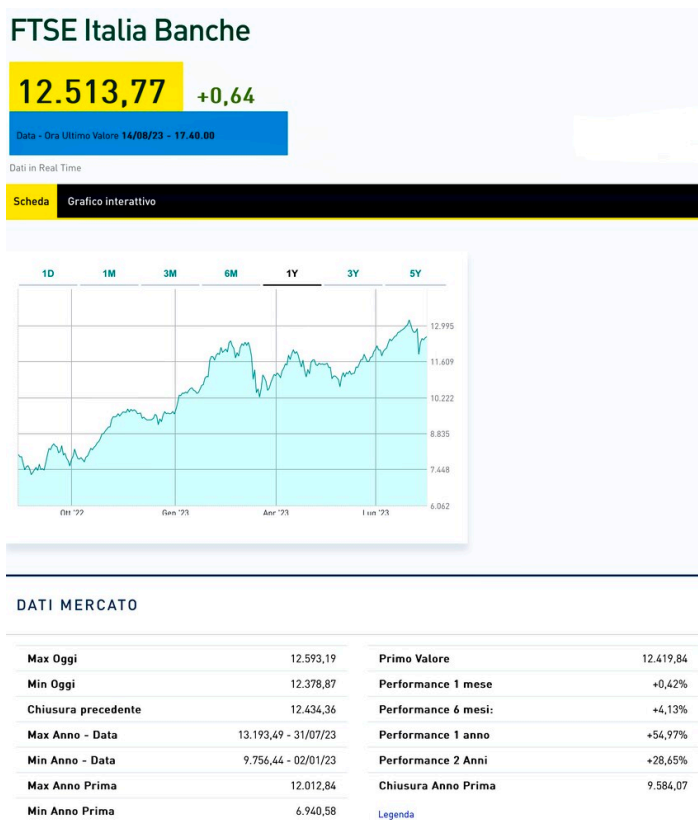 FTSE Italia Banche
12.513,77 +0,64
Data - Ora Ultimo Valore 14/08/23 - 17.40.00
Dati in Real Time
Scheda Grafico interattivo
1D 1M 3M 6M 1Y 3Y 5Y
12.995
11.609
10.222
8.835
7.448
6.062
Ott '22 Gen '23 Apr '23 Lug '23
DATI MERCATO
Max Oggi 12.593,19 Primo Valore 12.419,84
Min Oggi 12.378,87 Performance 1 mese +0,42%
Chiusura precedente 12.434,36 Performance 6 mesi: +4,13%
Max Anno - Data 13.193,49 - 31/07/23 Performance 1 anno +54,97%
Min Anno - Data 9.756,44 - 02/01/23 Performance 2 Anni +28,65%
Max Anno Prima 12.012,84 Chiusura Anno Prima 9.584,07
Min Anno Prima 6.940,58 Legenda